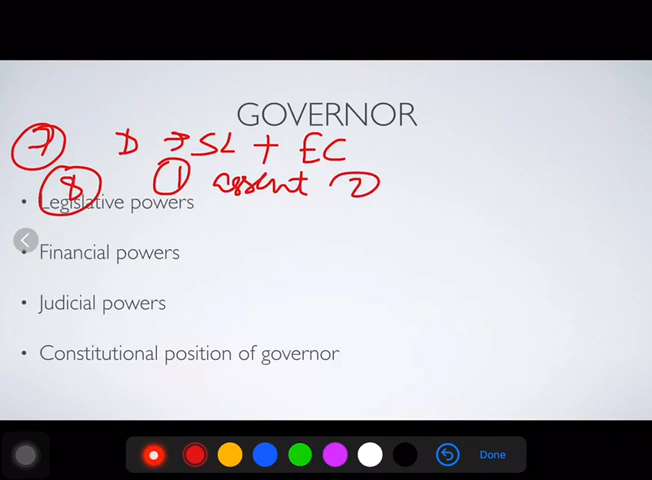 GOVERNOR
7 D → SL + EC
8 1 assent 2
• Legislative powers
• Financial powers
• Judicial powers
• Constitutional position of governor
Done